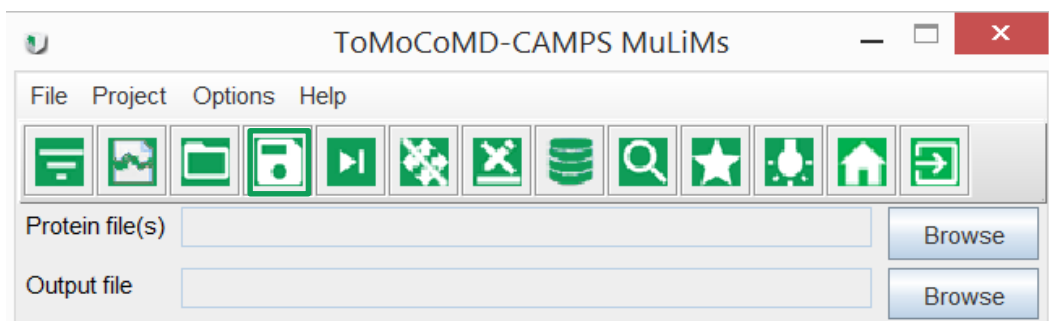 ToMoCoMD-CAMPS MuLiMs
File Project Options Help
Protein file(s) Browse
Output file Browse